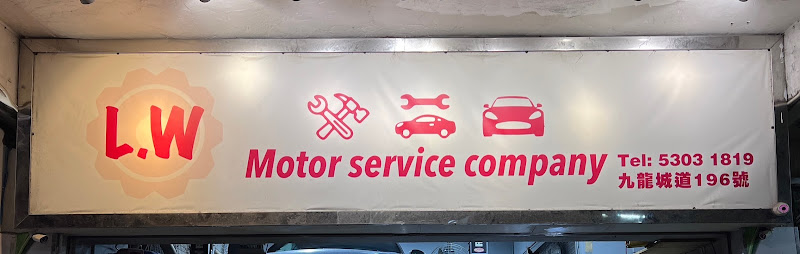 L.W
Motor service company
Tel: 5303 1819
九龍城道196號